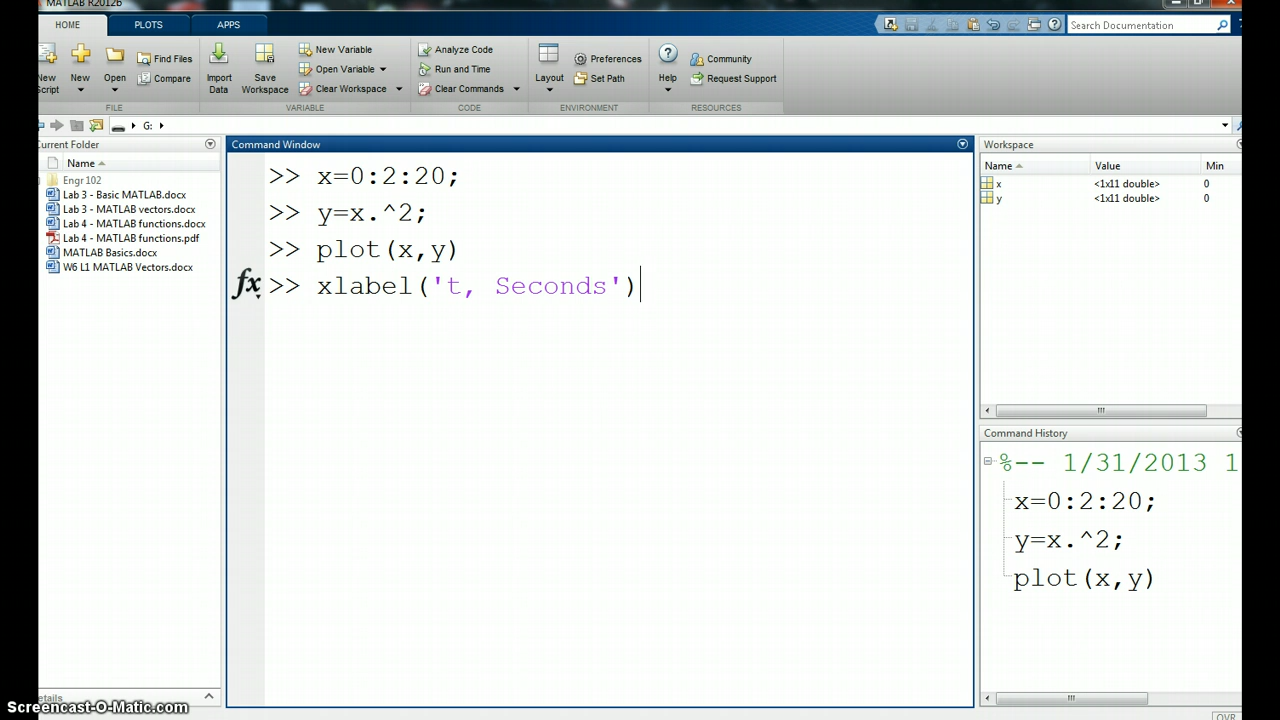 MATLAB R2012b
HOME PLOTS APPS
Search Documentation
New Script
New
Open
Find Files
Compare
FILE
Import Data
Save Workspace
New Variable
Open Variable
Clear Workspace
VARIABLE
Analyze Code
Run and Time
Clear Commands
CODE
Layout
Preferences
Set Path
ENVIRONMENT
Help
Community
Request Support
RESOURCES
G:
urrent Folder
Name
Engr 102
Lab 3 - Basic MATLAB.docx
Lab 3 - MATLAB vectors.docx
Lab 4 - MATLAB functions.docx
Lab 4 - MATLAB functions.pdf
MATLAB Basics.docx
W6 L1 MATLAB Vectors.docx
etails
Command Window
>> x=0:2:20;
>> y=x.^2;
>> plot(x,y)
fx >> xlabel('t, Seconds')
Workspace
Name Value Min
x <1x11 double> 0
y <1x11 double> 0
Command History
%-- 1/31/2013 1
x=0:2:20;
y=x.^2;
plot(x,y)
OVR
Screencast-O-Matic.com